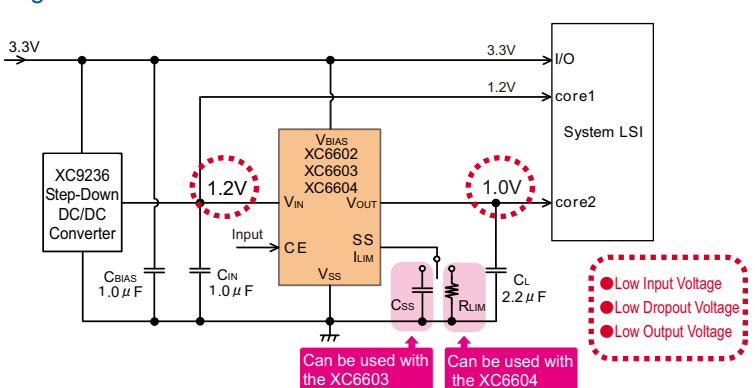 3.3V
3.3V
I/O
1.2V
core1
System LSI
VBIAS
XC6602
XC6603
XC6604
XC9236
Step-Down
DC/DC
Converter
1.2V
1.0V
VIN
VOUT
core2
Input
CE
SS
ILIM
VSS
CBIAS
1.0μF
CIN
1.0μF
CSS
RLIM
CL
2.2μF
●Low Input Voltage
●Low Dropout Voltage
●Low Output Voltage
Can be used with
the XC6603
Can be used with
the XC6604